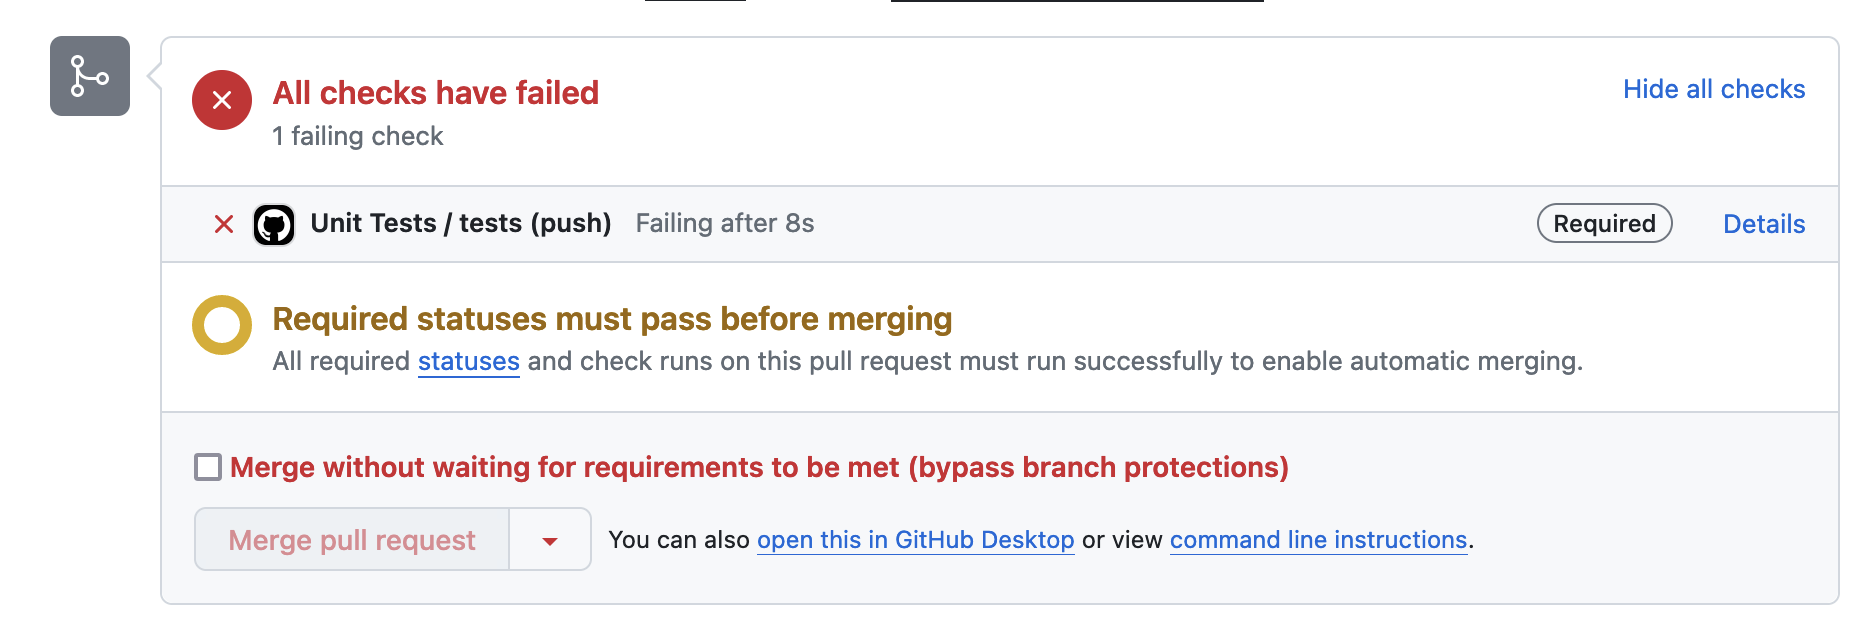 All checks have failed
Hide all checks
1 failing check
Unit Tests / tests (push) Failing after 8s Required Details
Required statuses must pass before merging
All required statuses and check runs on this pull request must run successfully to enable automatic merging.
Merge without waiting for requirements to be met (bypass branch protections)
Merge pull request You can also open this in GitHub Desktop or view command line instructions.